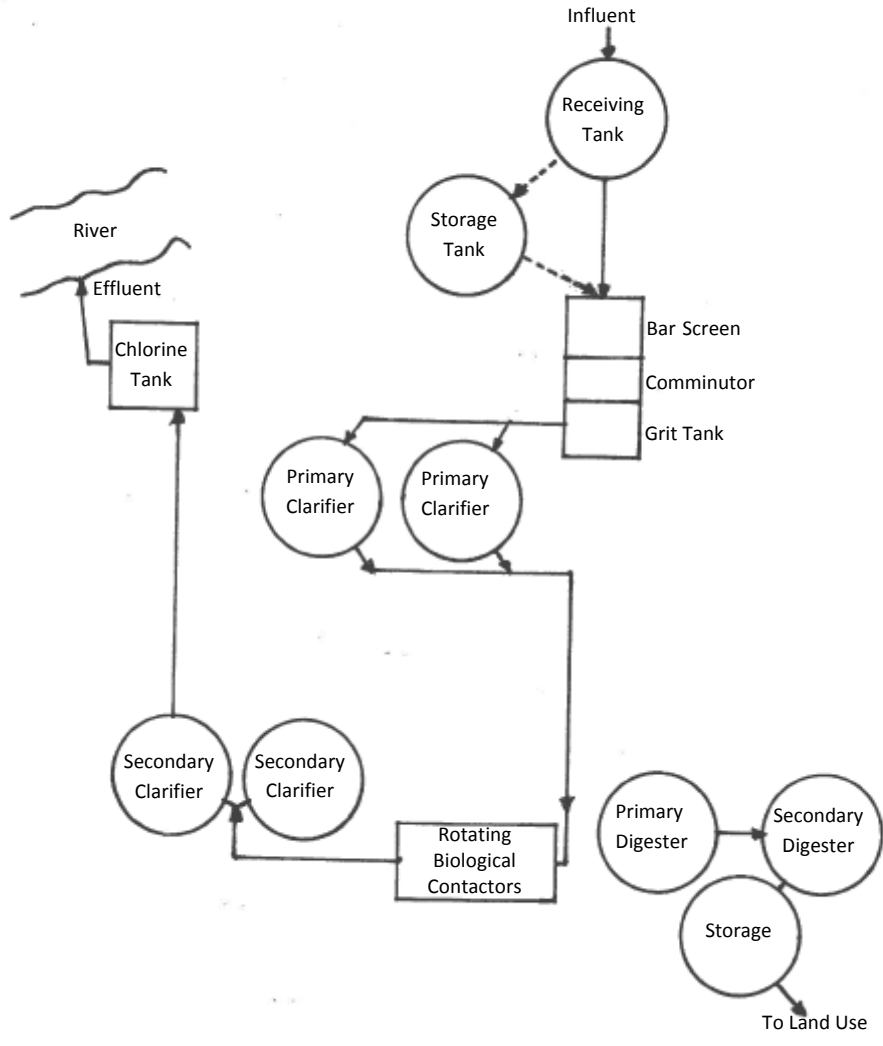 Influent
Receiving
Tank
Storage
Tank
River
Effluent
Chlorine
Tank
Bar Screen
Comminutor
Grit Tank
Primary
Clarifier
Primary
Clarifier
Secondary
Clarifier
Secondary
Clarifier
Rotating
Biological
Contactors
Primary
Digester
Secondary
Digester
Storage
To Land Use